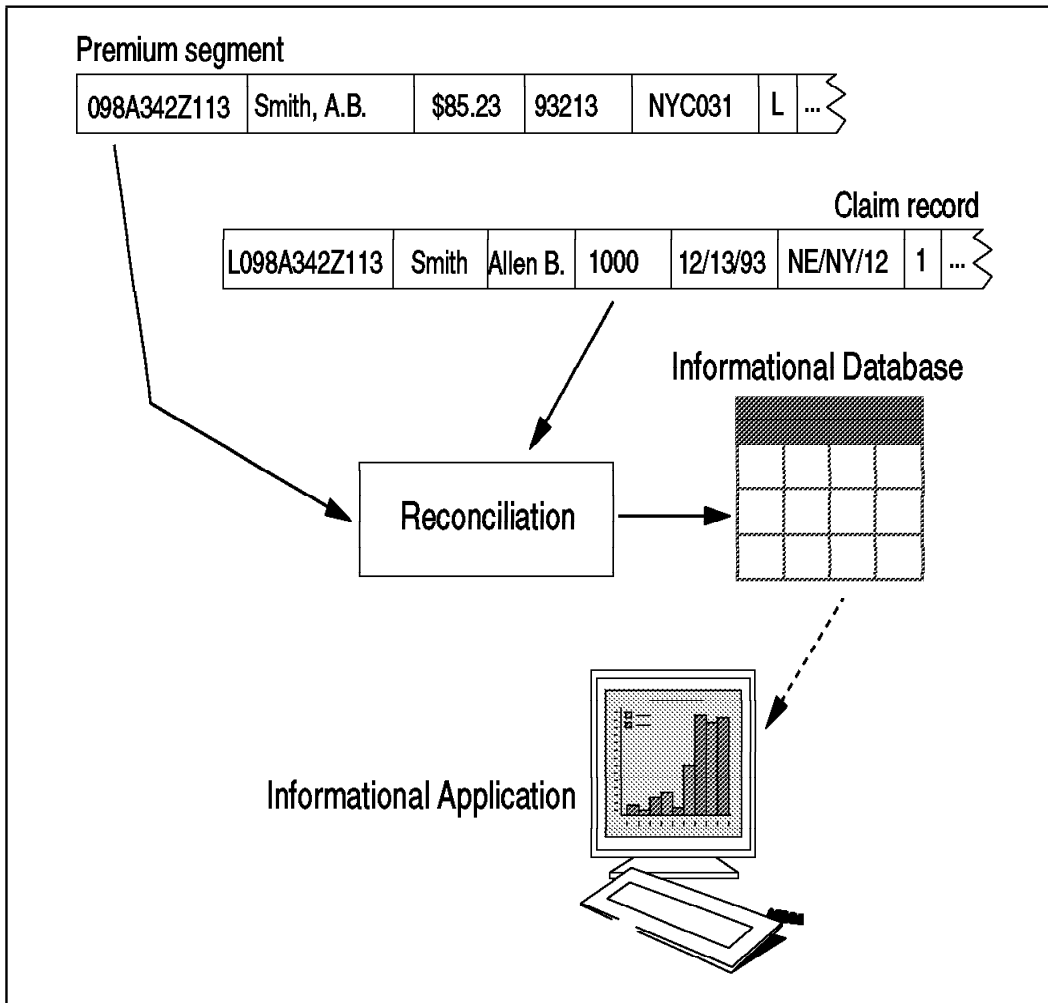 Premium segment
098A342Z113 Smith, A.B. $85.23 93213 NYC031 L ...
Claim record
L098A342Z113 Smith Allen B. 1000 12/13/93 NE/NY/12 1 ...
Informational Database
Reconciliation
Informational Application